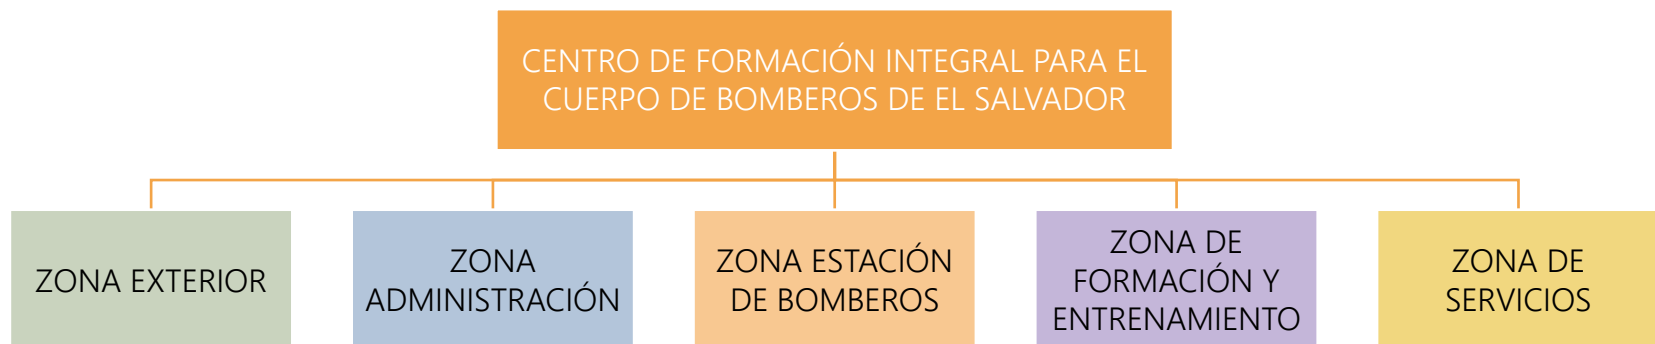 CENTRO DE FORMACIÓN INTEGRAL PARA EL
CUERPO DE BOMBEROS DE EL SALVADOR
ZONA EXTERIOR
ZONA
ADMINISTRACIÓN
ZONA ESTACIÓN
DE BOMBEROS
ZONA DE
FORMACIÓN Y
ENTRENAMIENTO
ZONA DE
SERVICIOS